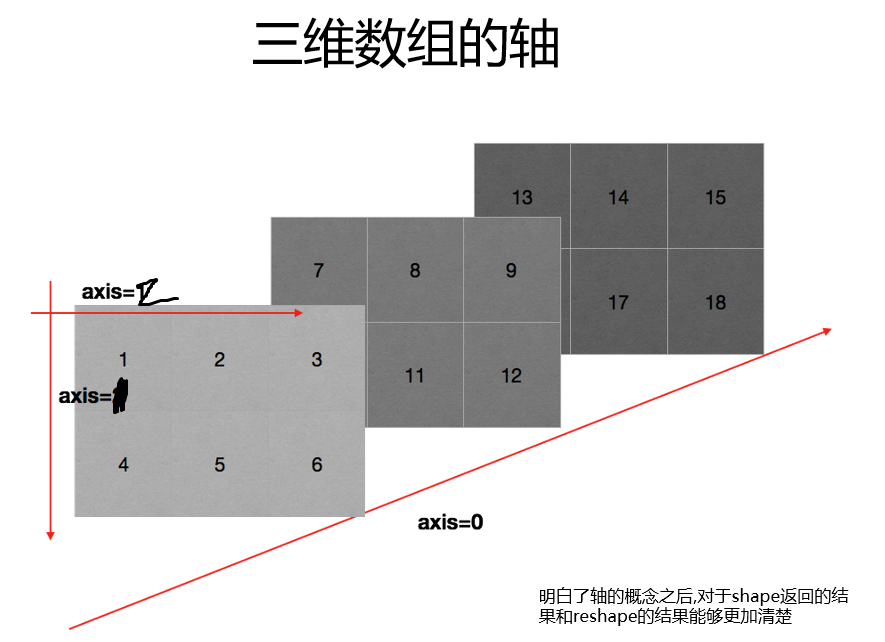 三维数组的轴
13 14 15
7 8 9
axis=
17 18
1 2 3
11 12
axis=
4 5 6
axis=0
明白了轴的概念之后,对于shape返回的结
果和reshape的结果能够更加清楚